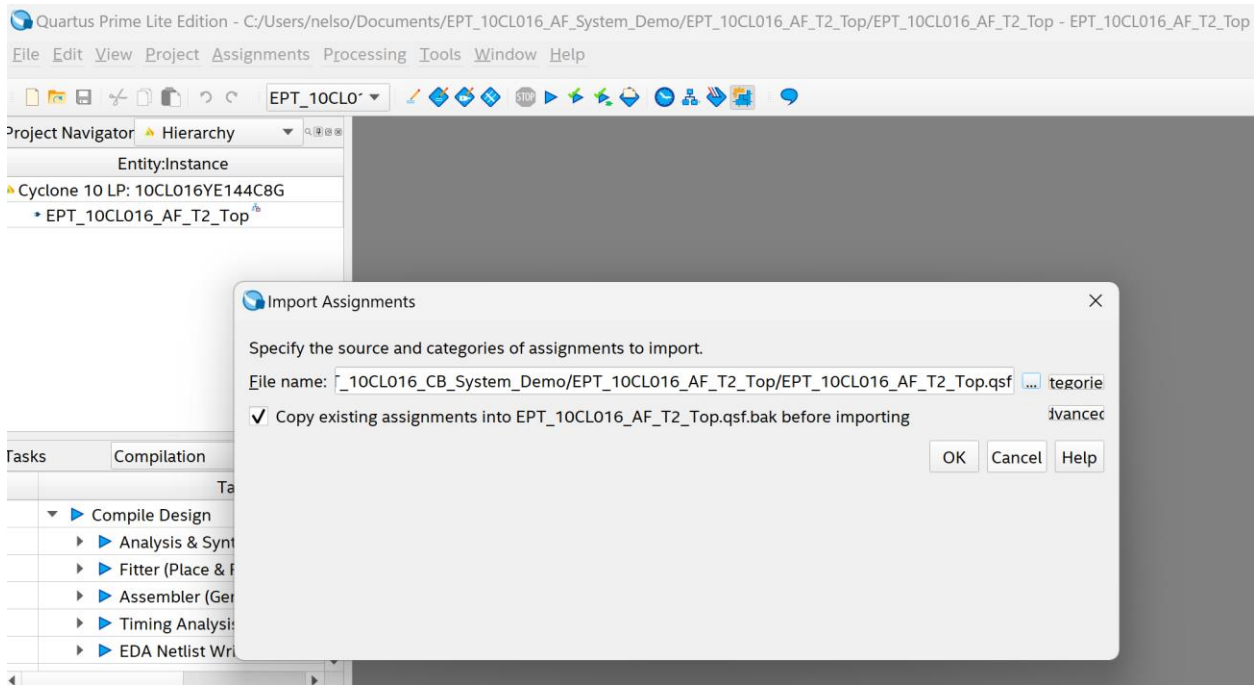 Quartus Prime Lite Edition - C:/Users/nelso/Documents/EPT_10CL016_AF_System_Demo/EPT_10CL016_AF_T2_Top/EPT_10CL016_AF_T2_Top - EPT_10CL016_AF_T2_Top
File Edit View Project Assignments Processing Tools Window Help
STOP
Project Navigator Hierarchy
Entity:Instance
Cyclone 10 LP: 10CL016YE144C8G
EPT_10CL016_AF_T2_Top
Import Assignments
Specify the source and categories of assignments to import.
File name: _10CL016_CB_System_Demo/EPT_10CL016_AF_T2_Top/EPT_10CL016_AF_T2_Top.qsf ... tegorie
Copy existing assignments into EPT_10CL016_AF_T2_Top.qsf.bak before importing
dvanced
OK Cancel Help
Tasks Compilation
Ta
Compile Design
Analysis & Synt
Fitter (Place &
Assembler (Ger
Timing Analysi
EDA Netlist Wri